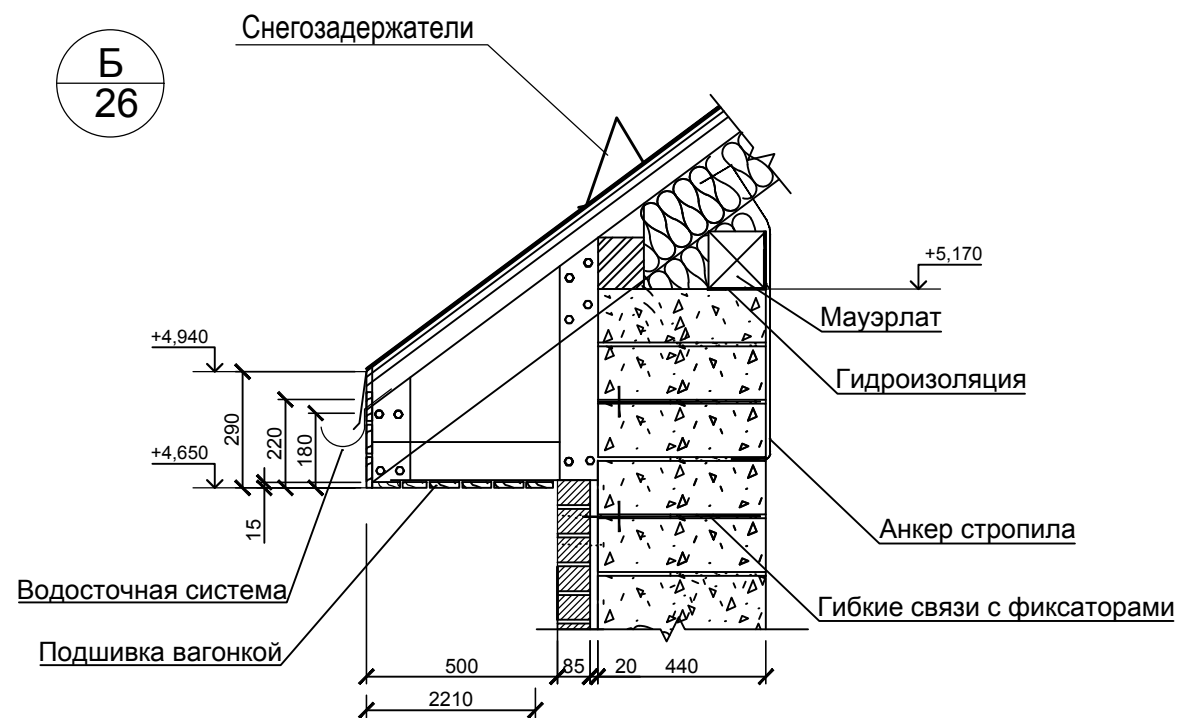 Снегозадержатели
Б
26
+5,170
Мауэрлат
+4,940
Гидроизоляция
290
220
180
+4,650
15
Анкер стропила
Водосточная система
Гибкие связи с фиксаторами
Подшивка вагонкой
500
85
20
440
2210